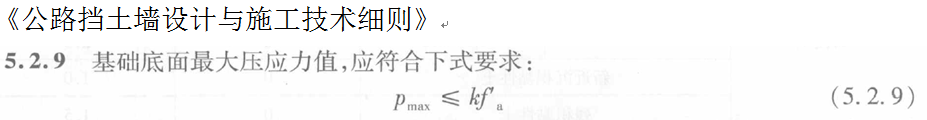 《公路挡土墙设计与施工技术细则》
5.2.9 基础底面最大压应力值,应符合下式要求:
p_max ≤ kf'_a (5.2.9)